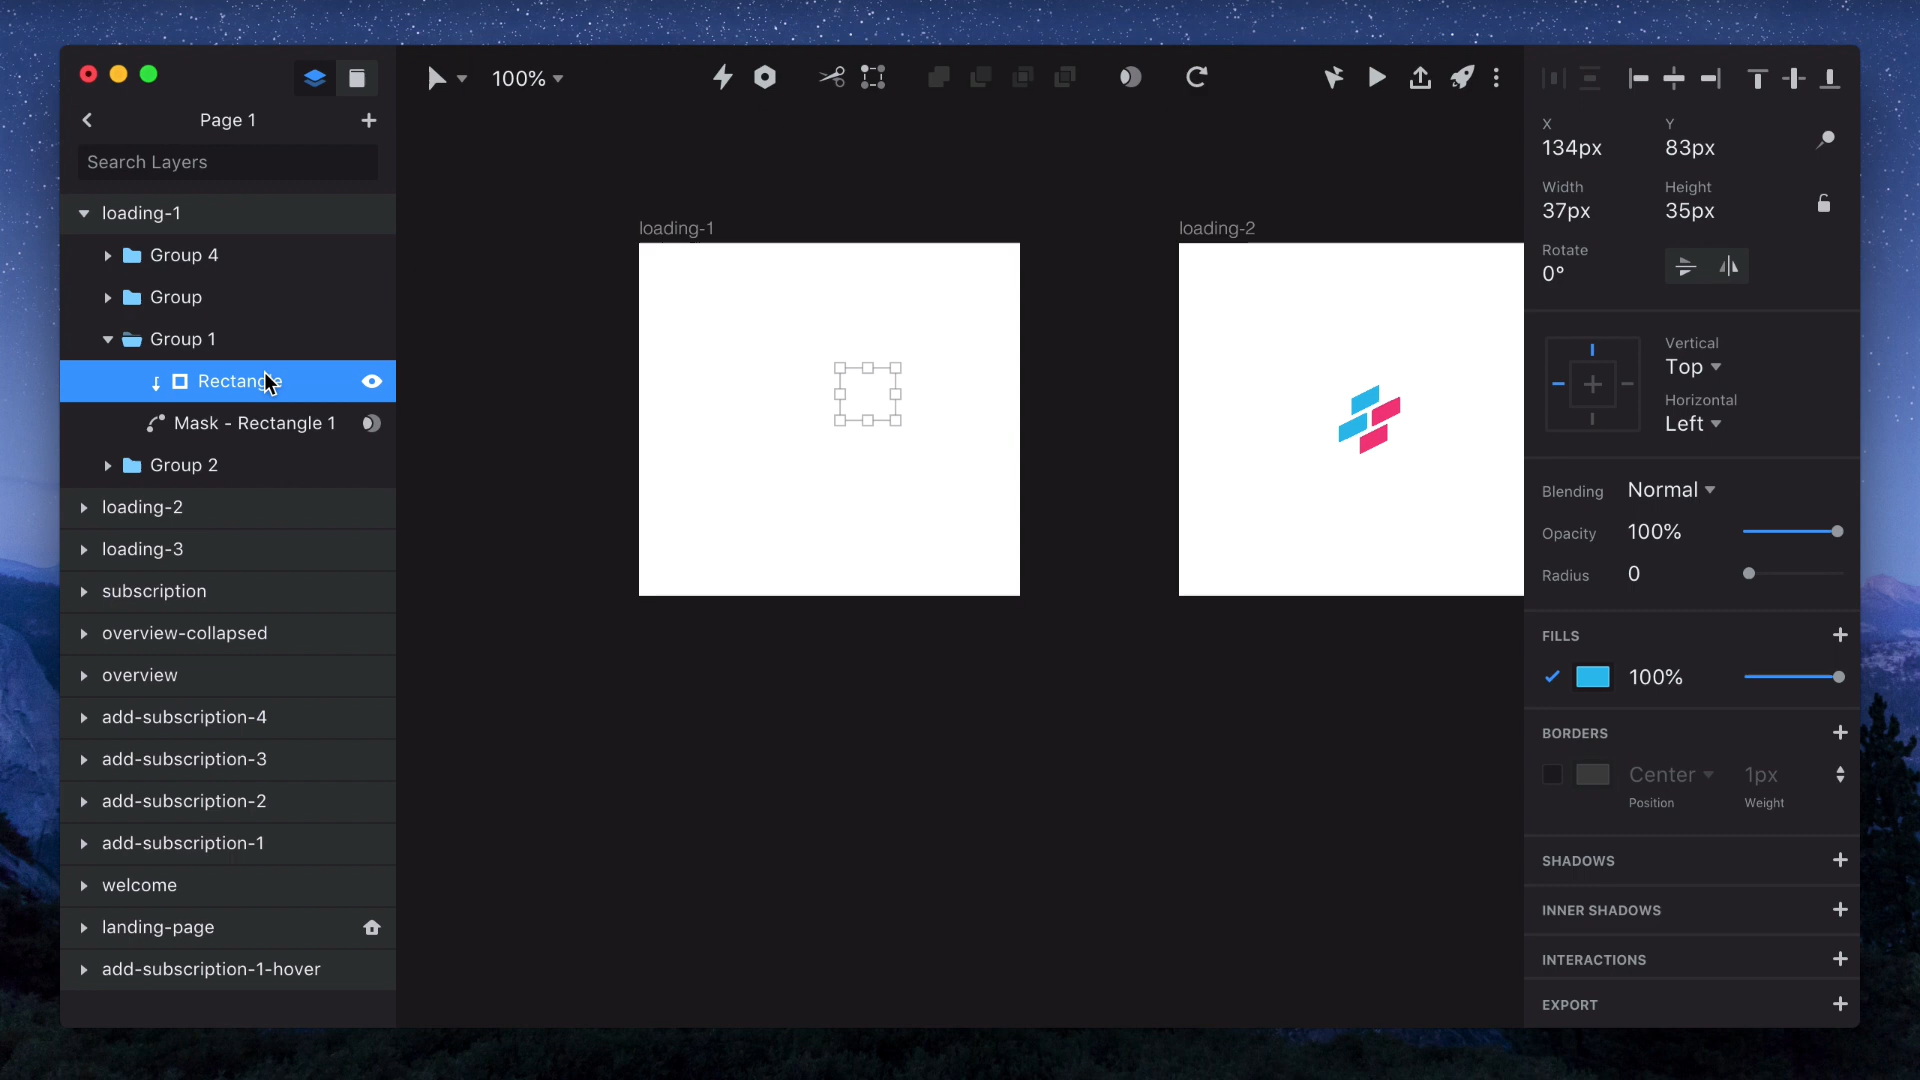 100%
Page 1
Search Layers
loading-1
Group 4
Group
Group 1
Rectangle
Mask - Rectangle 1
Group 2
loading-2
loading-3
subscription
overview-collapsed
overview
add-subscription-4
add-subscription-3
add-subscription-2
add-subscription-1
welcome
landing-page
add-subscription-1-hover
loading-1
loading-2
X Y
134px 83px
Width Height
37px 35px
Rotate
0°
Vertical
Top
Horizontal
Left
Blending Normal
Opacity 100%
Radius 0
FILLS
100%
BORDERS
Center 1px
Position Weight
SHADOWS
INNER SHADOWS
INTERACTIONS
EXPORT